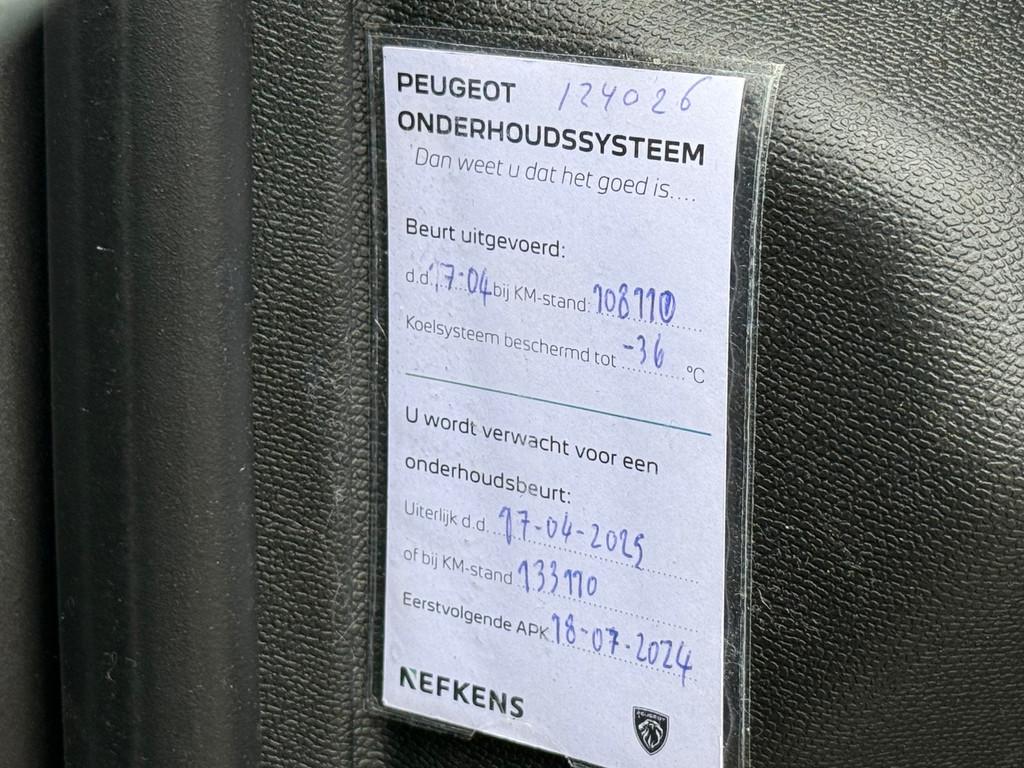 PEUGEOT 124026
ONDERHOUDSSYSTEEM
Dan weet u dat het goed is....
Beurt uitgevoerd:
d.d. 17-04 bij KM-stand: 108110
Koelsysteem beschermd tot -36 °C
U wordt verwacht voor een
onderhoudsbeurt:
Uiterlijk d.d. 17-04-2025
of bij KM-stand 133110
Eerstvolgende APK 18-07-2024
NEFKENS
PEUGEOT